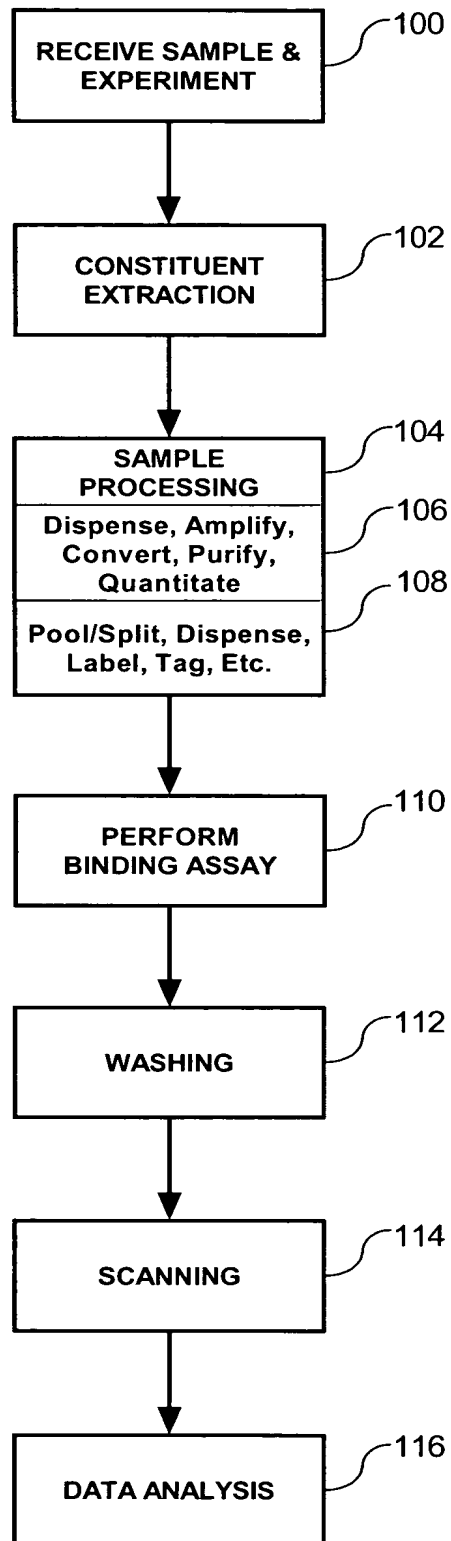 100
RECEIVE SAMPLE &
EXPERIMENT
102
CONSTITUENT
EXTRACTION
104
SAMPLE
PROCESSING
106
Dispense, Amplify,
Convert, Purify,
Quantitate
108
Pool/Split, Dispense,
Label, Tag, Etc.
110
PERFORM
BINDING ASSAY
112
WASHING
114
SCANNING
116
DATA ANALYSIS